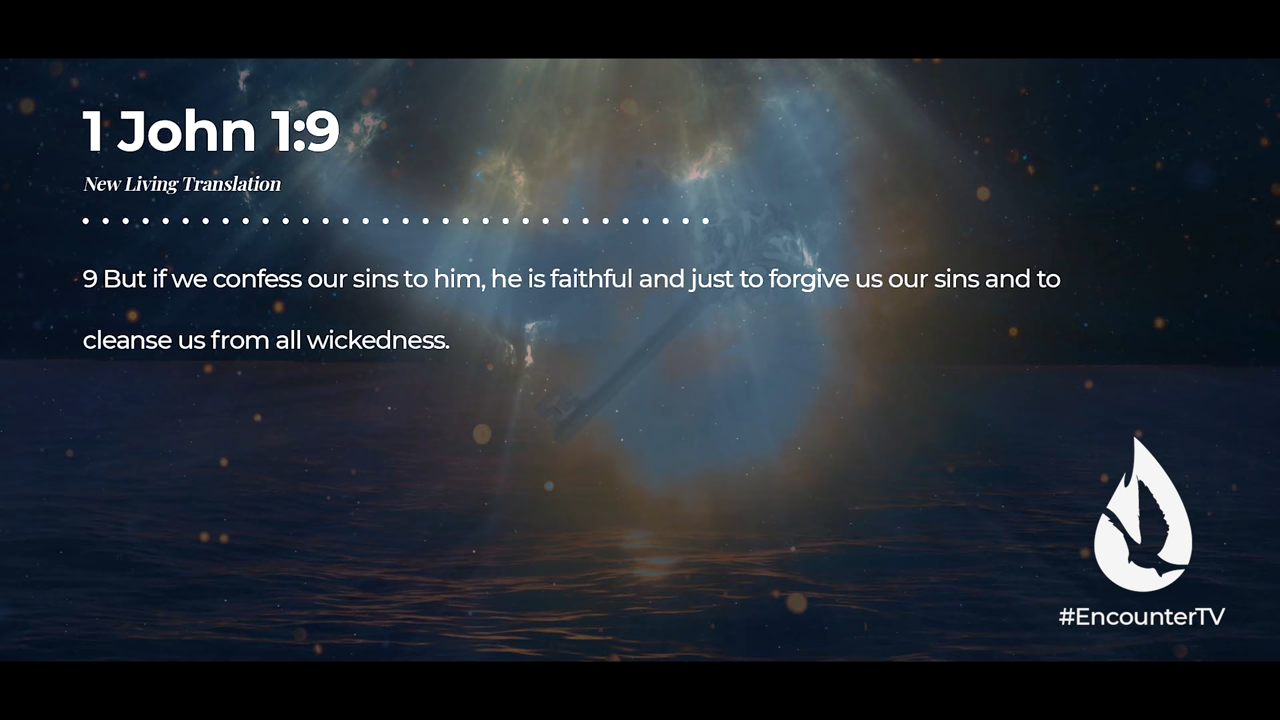 1 John 1:9
New Living Translation
9 But if we confess our sins to him, he is faithful and just to forgive us our sins and to
cleanse us from all wickedness.
#EncounterTV